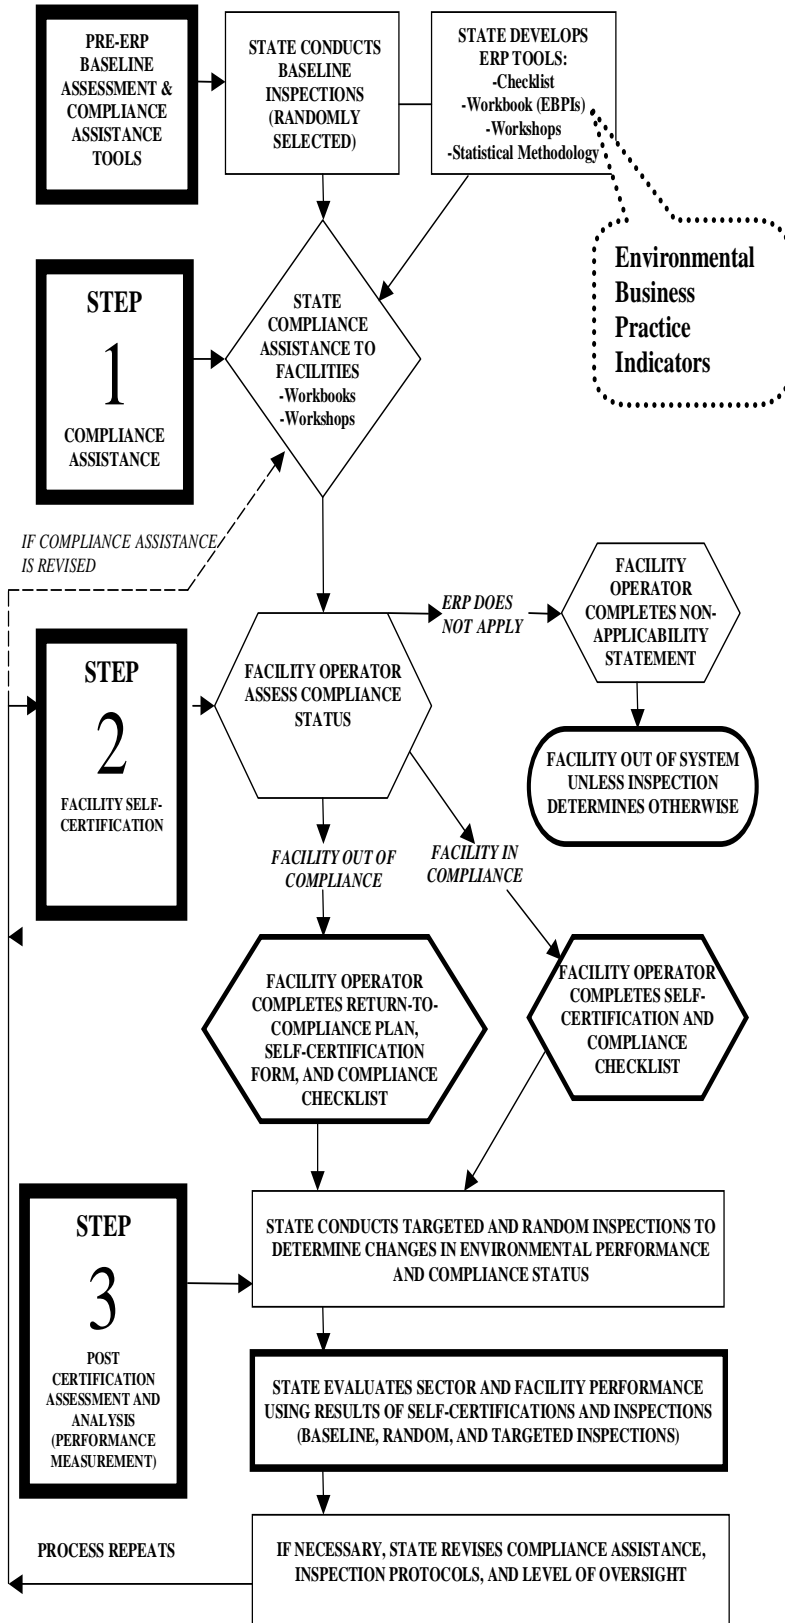 PRE-ERP
BASELINE
ASSESSMENT &
COMPLIANCE
ASSISTANCE
TOOLS
STATE CONDUCTS
BASELINE
INSPECTIONS
(RANDOMLY
SELECTED)
STATE DEVELOPS
ERP TOOLS:
-Checklist
-Workbook (EBPIs)
-Workshops
-Statistical Methodology
Environmental
Business
Practice
Indicators
STEP
1
COMPLIANCE
ASSISTANCE
STATE
COMPLIANCE
ASSISTANCE TO
FACILITIES
-Workbooks
-Workshops
IF COMPLIANCE ASSISTANCE
IS REVISED
STEP
2
FACILITY SELF-
CERTIFICATION
FACILITY OPERATOR
ASSESS COMPLIANCE
STATUS
ERP DOES
NOT APPLY
FACILITY
OPERATOR
COMPLETES NON-
APPLICABILITY
STATEMENT
FACILITY OUT OF SYSTEM
UNLESS INSPECTION
DETERMINES OTHERWISE
FACILITY OUT OF
COMPLIANCE
FACILITY IN
COMPLIANCE
FACILITY OPERATOR
COMPLETES RETURN-TO-
COMPLIANCE PLAN,
SELF-CERTIFICATION
FORM, AND COMPLIANCE
CHECKLIST
FACILITY OPERATOR
COMPLETES SELF-
CERTIFICATION AND
COMPLIANCE
CHECKLIST
STEP
3
POST
CERTIFICATION
ASSESSMENT AND
ANALYSIS
(PERFORMANCE
MEASUREMENT)
STATE CONDUCTS TARGETED AND RANDOM INSPECTIONS TO
DETERMINE CHANGES IN ENVIRONMENTAL PERFORMANCE
AND COMPLIANCE STATUS
STATE EVALUATES SECTOR AND FACILITY PERFORMANCE
USING RESULTS OF SELF-CERTIFICATIONS AND INSPECTIONS
(BASELINE, RANDOM, AND TARGETED INSPECTIONS)
PROCESS REPEATS
IF NECESSARY, STATE REVISES COMPLIANCE ASSISTANCE,
INSPECTION PROTOCOLS, AND LEVEL OF OVERSIGHT